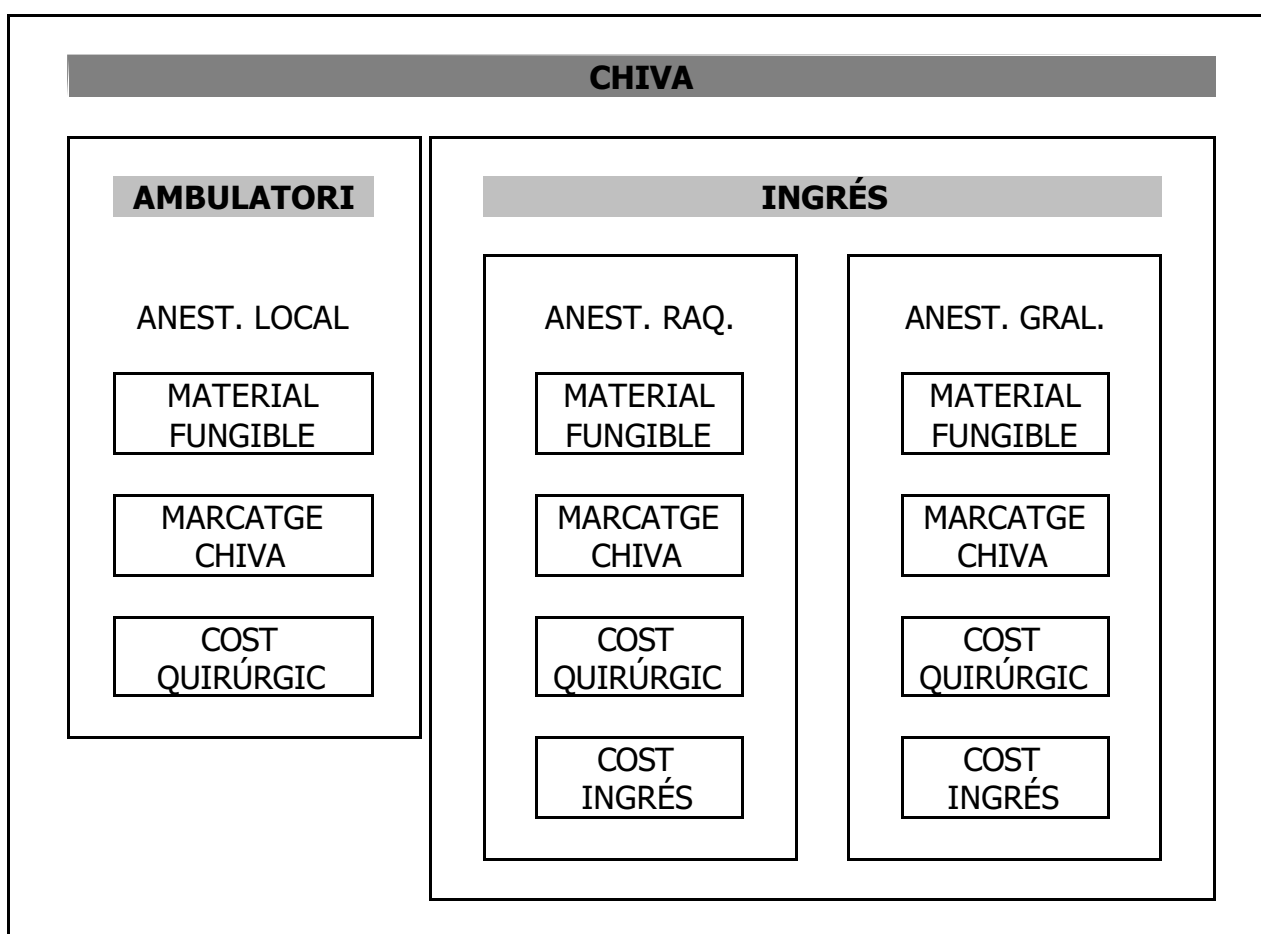 CHIVA
AMBULATORI
ANEST. LOCAL
MATERIAL
FUNGIBLE
MARCATGE
CHIVA
COST
QUIRÚRGIC
INGRÉS
ANEST. RAQ.
MATERIAL
FUNGIBLE
MARCATGE
CHIVA
COST
QUIRÚRGIC
COST
INGRÉS
ANEST. GRAL.
MATERIAL
FUNGIBLE
MARCATGE
CHIVA
COST
QUIRÚRGIC
COST
INGRÉS